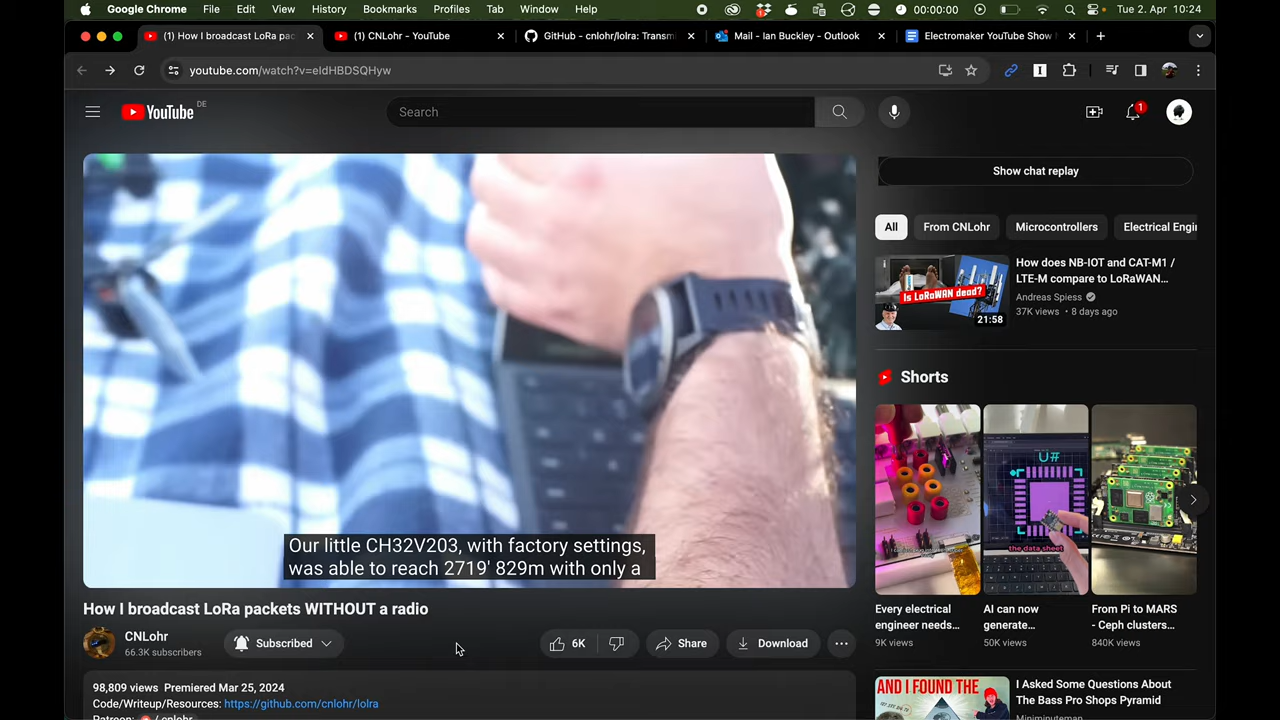 Google Chrome File Edit View History Bookmarks Profiles Tab Window Help 00:00:00 Tue 2. Apr 10:24
(1) How I broadcast LoRa pac
(1) CNLohr - YouTube
GitHub - cnlohr/lolra: Transmi
Mail - Ian Buckley - Outlook
Electromaker YouTube Show
youtube.com/watch?v=eIdHBDSQHyw
YouTube DE
Search
1
Show chat replay
All From CNLohr Microcontrollers Electrical Engi
Is LoRaWAN dead?
21:58
How does NB-IOT and CAT-M1 /
LTE-M compare to LoRaWAN…
Andreas Spiess
37K views • 8 days ago
Shorts
U#
the data sheet
Every electrical
engineer needs…
9K views
AI can now
generate…
50K views
From Pi to MARS
- Ceph clusters…
840K views
Our little CH32V203, with factory settings,
was able to reach 2719' 829m with only a
How I broadcast LoRa packets WITHOUT a radio
CNLohr
66.3K subscribers
Subscribed
6K
Share
Download
98,809 views Premiered Mar 25, 2024
Code/Writeup/Resources: https://github.com/cnlohr/lolra
Patreon: / cnlohr
AND I FOUND THE
I Asked Some Questions About
The Bass Pro Shops Pyramid
Miniminuteman